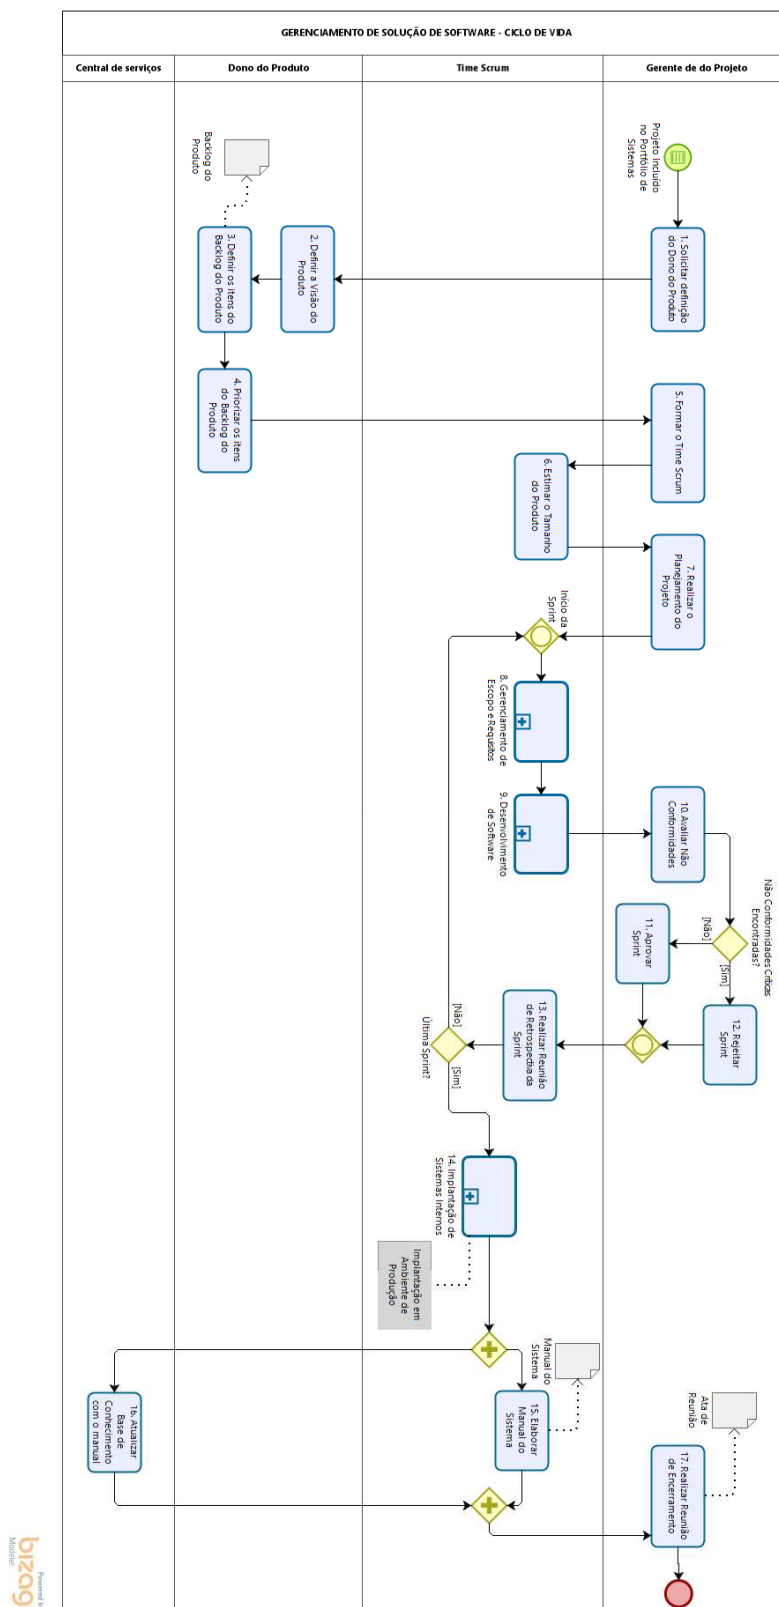 GERENCIAMENTO DE SOLUÇÃO DE SOFTWARE - CICLO DE VIDA
Central de serviços
Dono do Produto
Time Scrum
Gerente de do Projeto
Projeto Incluído
no Portfólio de
Sistemas
1. Solicitar definição
do Dono do Produto
2. Definir a Visão do
Produto
3. Definir os itens do
Backlog do Produto
Backlog do
Produto
4. Priorizar os itens
do Backlog do
Produto
5. Formar o Time Scrum
6. Estimar o Tamanho
do Produto
7. Realizar o
Planejamento do
Projeto
Início da
Sprint
8. Gerenciamento de
Escopo e Requisitos
9. Desenvolvimento
de Software
10. Avaliar Não
Conformidades
Não Conformidades Críticas
Encontradas?
[Não]
[Sim]
11. Aprovar
Sprint
12. Rejeitar
Sprint
13. Realizar Reunião
de Retrospectiva da
Sprint
[Não]
[Sim]
Última Sprint?
14. Implantação de
Sistemas Internos
Implantação em
Ambiente de
Produção
Manual do
Sistema
15. Elaborar
Manual do
Sistema
16. Atualizar
Base de
Conhecimento
com o manual
Ata de
Reunião
17. Realizar Reunião
de Encerramento
Powered by
bizagi
Modeler